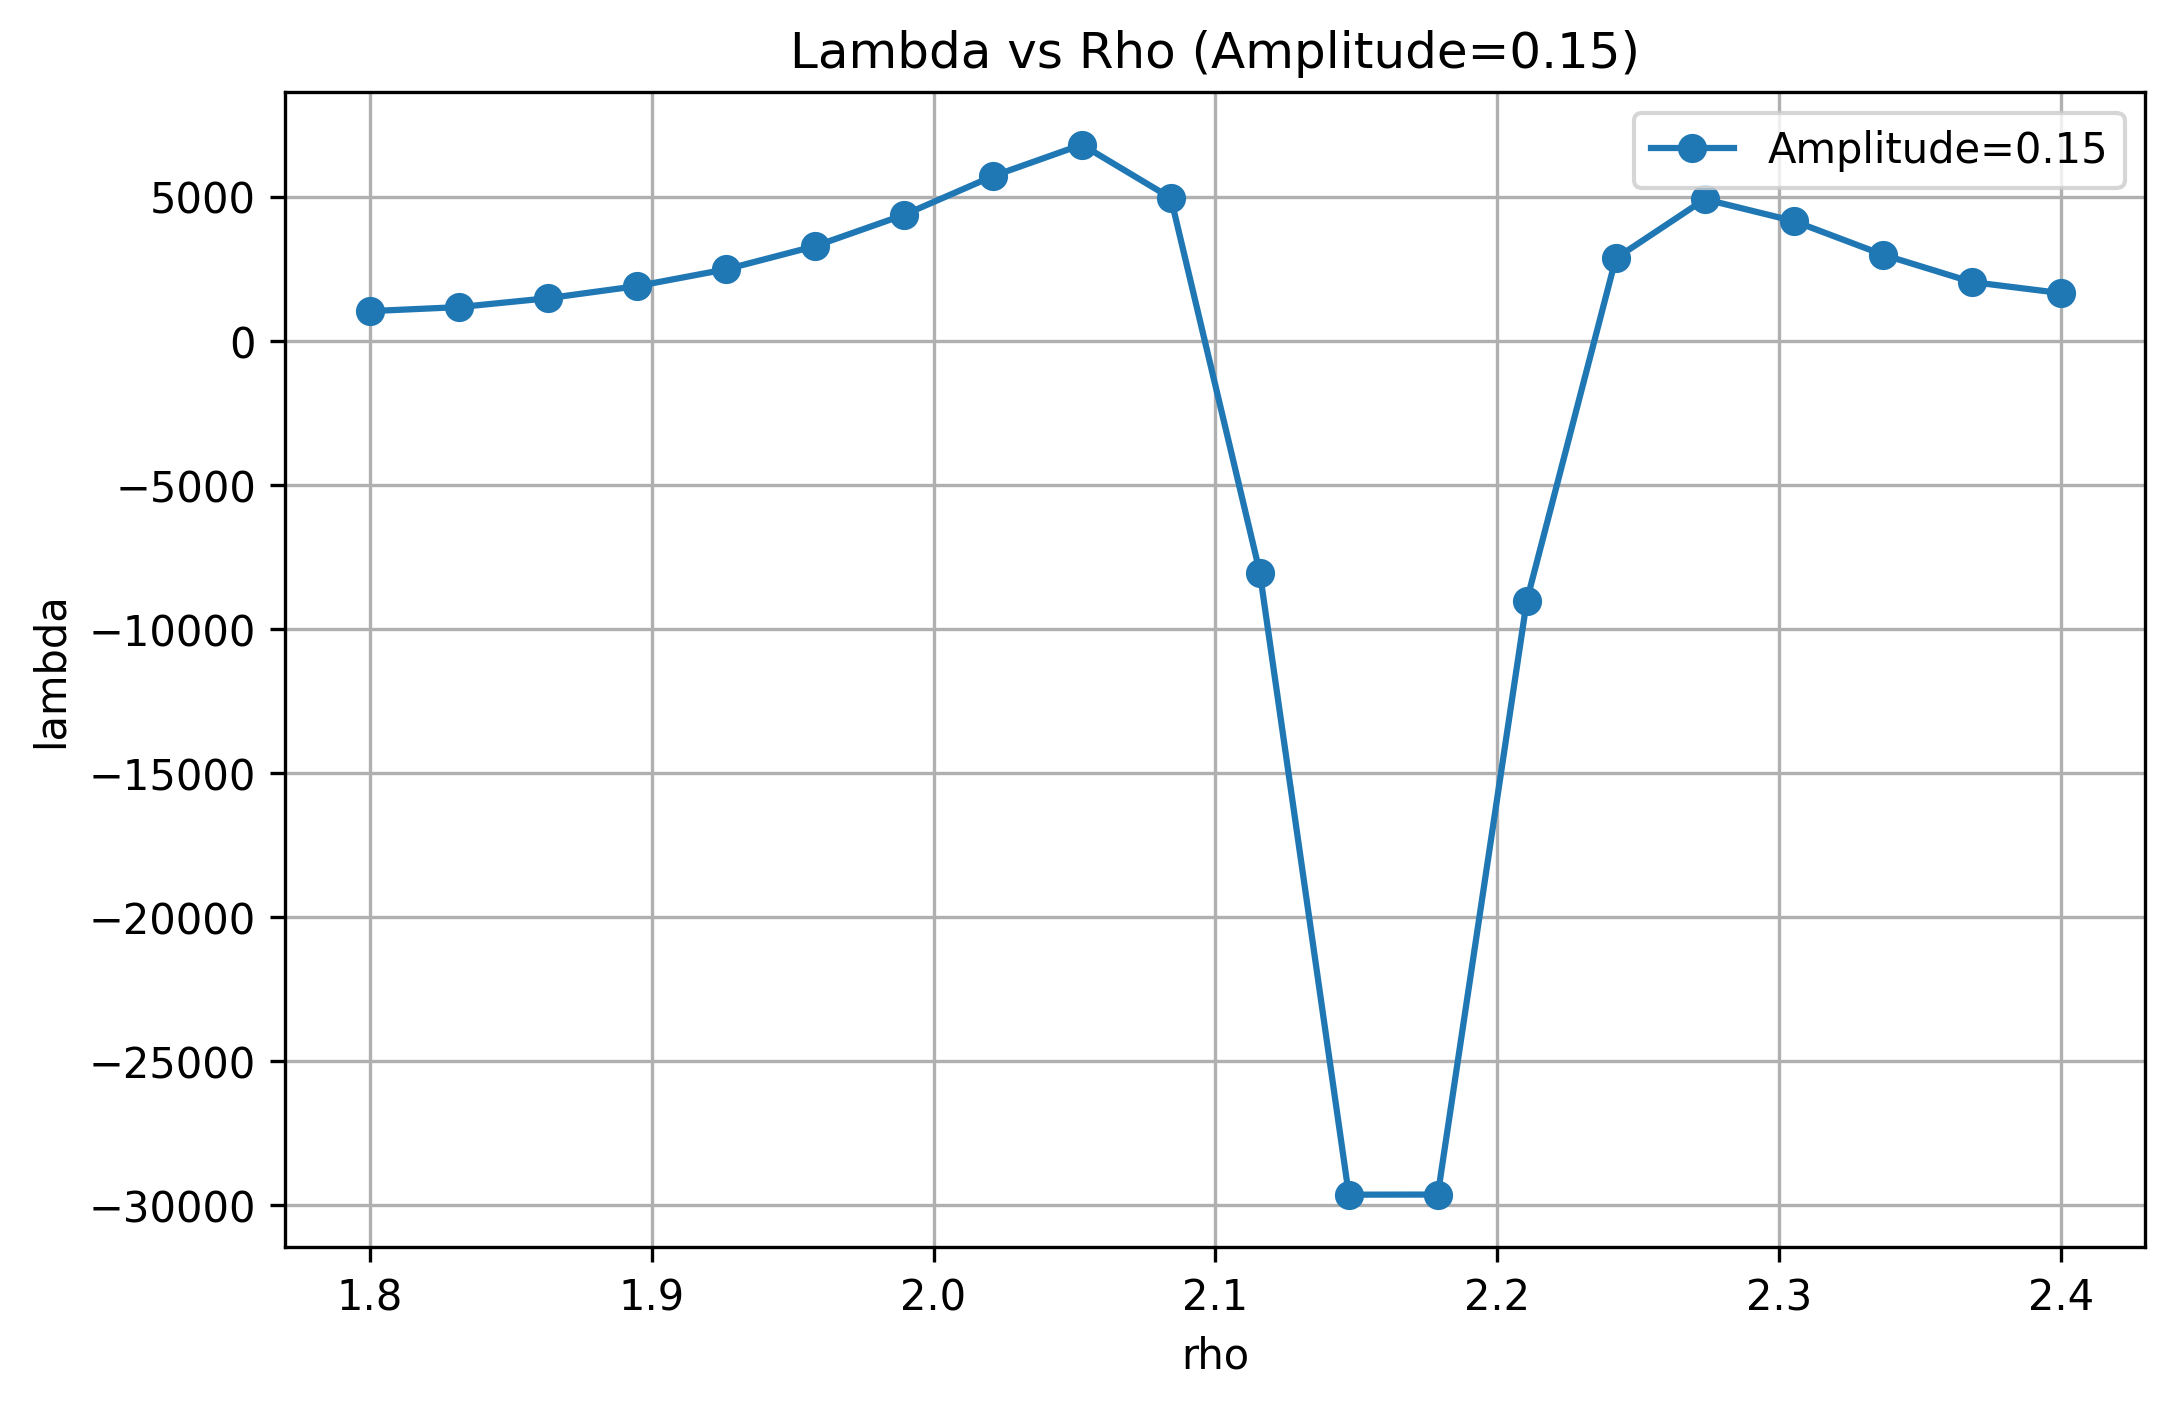 Lambda vs Rho (Amplitude=0.15)
Amplitude=0.15
5000
0
−5000
−10000
−15000
−20000
−25000
−30000
lambda
1.8 1.9 2.0 2.1 2.2 2.3 2.4
rho